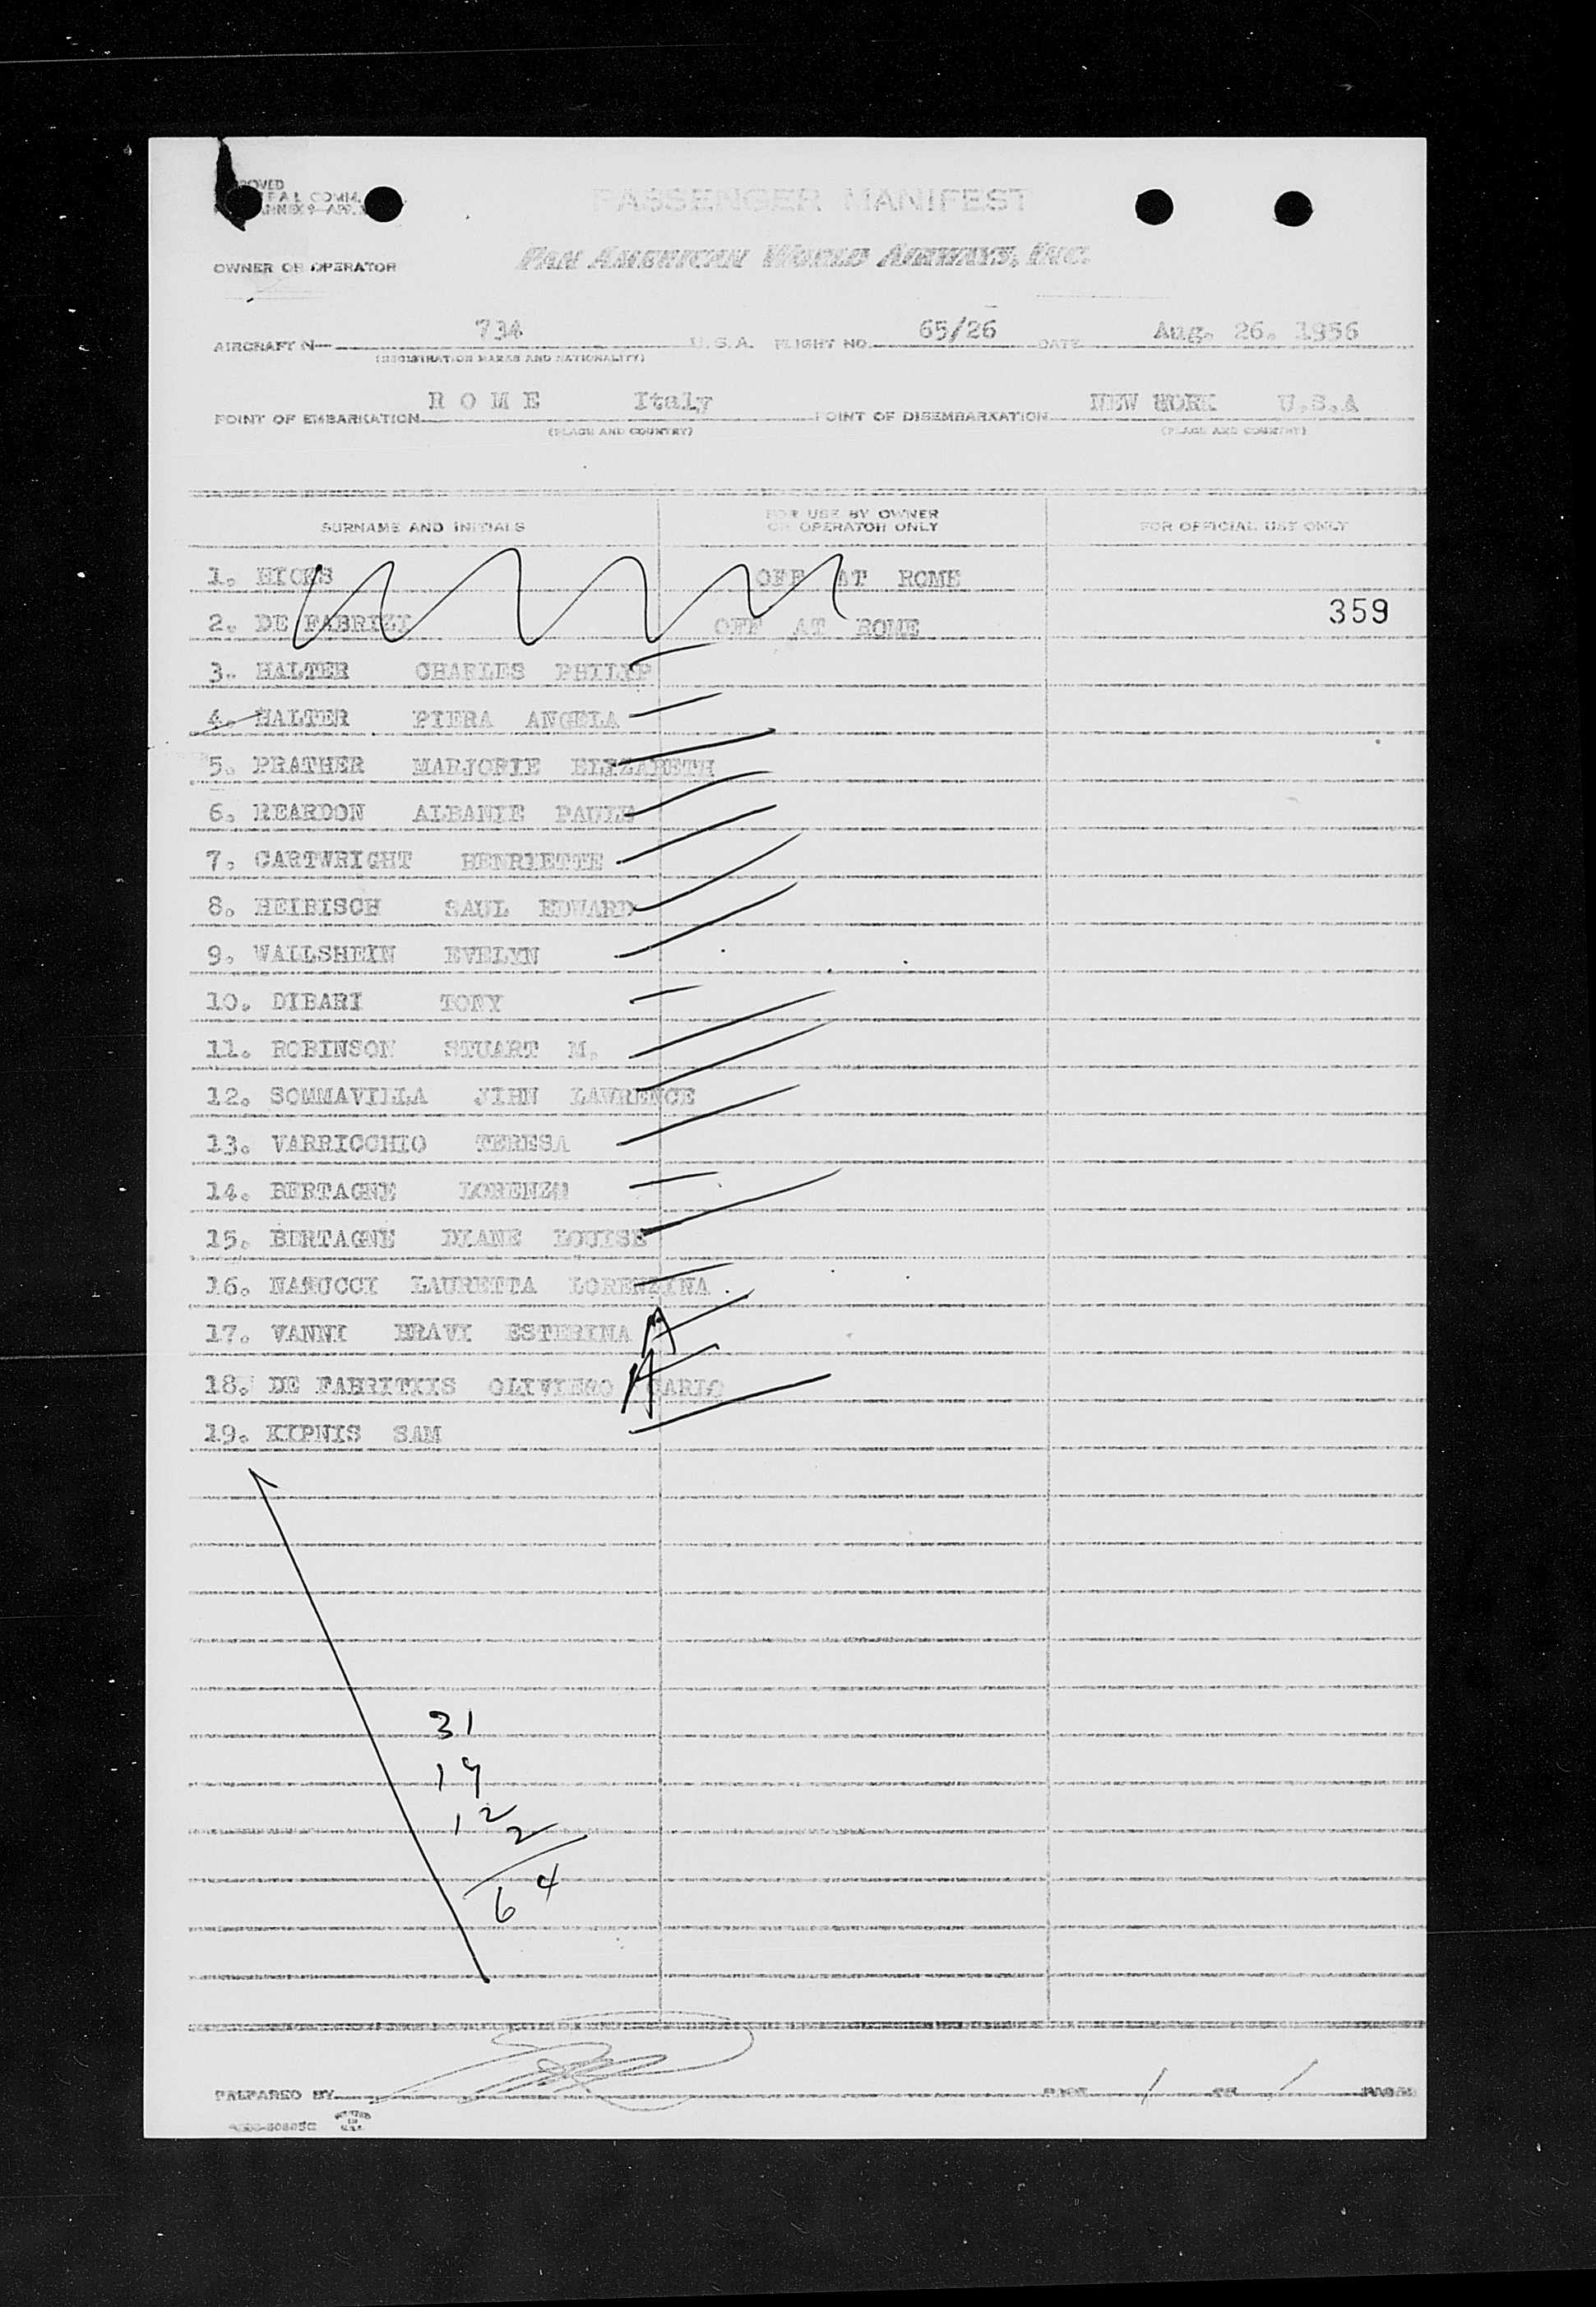 PASSENGER MANIFEST
PAN AMERICAN WORLD AIRWAYS, INC.
OWNER OR OPERATOR
AIRCRAFT N 734 U.S.A. FLIGHT NO. 65/26 DATE Aug. 26. 1956
(REGISTRATION MARKS AND NATIONALITY)
POINT OF EMBARKATION R O M E Italy POINT OF DISEMBARKATION NEW WORK U.S.A
(PLACE AND COUNTRY) (PLACE AND COUNTRY)
SURNAME AND INITIALS
FOR USE BY OWNER
OR OPERATOR ONLY
FOR OFFICIAL USE ONLY
1. HICKS OFF AT ROME
2. DE FABRIZI OFF AT ROME
359
3. HALTER CHARLES PHILIP
4. HALTER PIERA ANGELA
5. PRATHER MARJORIE ELIZABETH
6. REARDON ALBANIE PAULE
7. CARTWRIGHT HENRIETTE
8. HEIRISCH SAUL EDWARD
9. WALLSHEIN EVELYN
10. DIBARI TONY
11. ROBINSON STUART M.
12. SOMMAVILLA JIHN LAWRENCE
13. VARRICCHIO TERESA
14. BERTAGNE LORENZO
15. BERTAGNE DIANE LOUISE
16. NANUCCI LAURETTA LORENZINA
17. VANNI BRAVI ESTERINA A
18. DE FABRITIIS OLIVIERO CARLO A
19. KIPNIS SAM
31
19
12
2
64
PREPARED BY PAGE 1 OF 1 PAGES
PRINTED
IN
U.S.A.